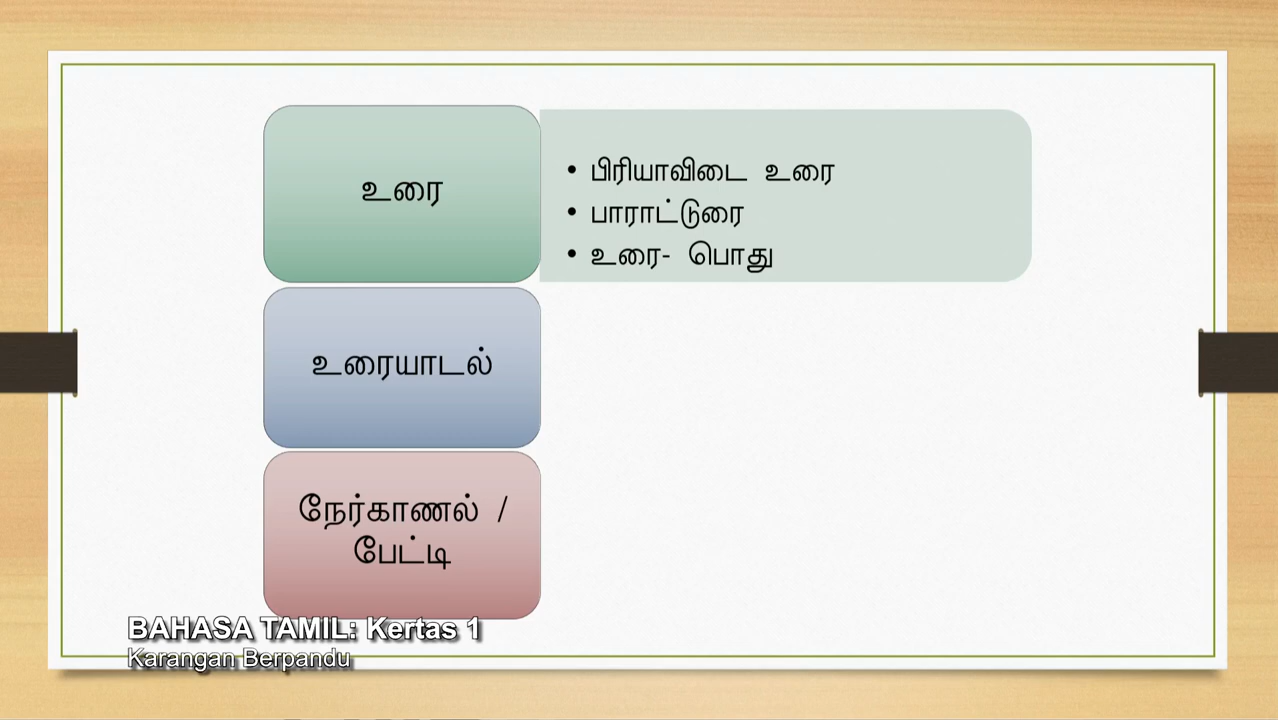 உரை
• பிரியாவிடை உரை
• பாராட்டுரை
• உரை- பொது
உரையாடல்
நேர்காணல் /
பேட்டி
BAHASA TAMIL: Kertas 1
Karangan Berpandu